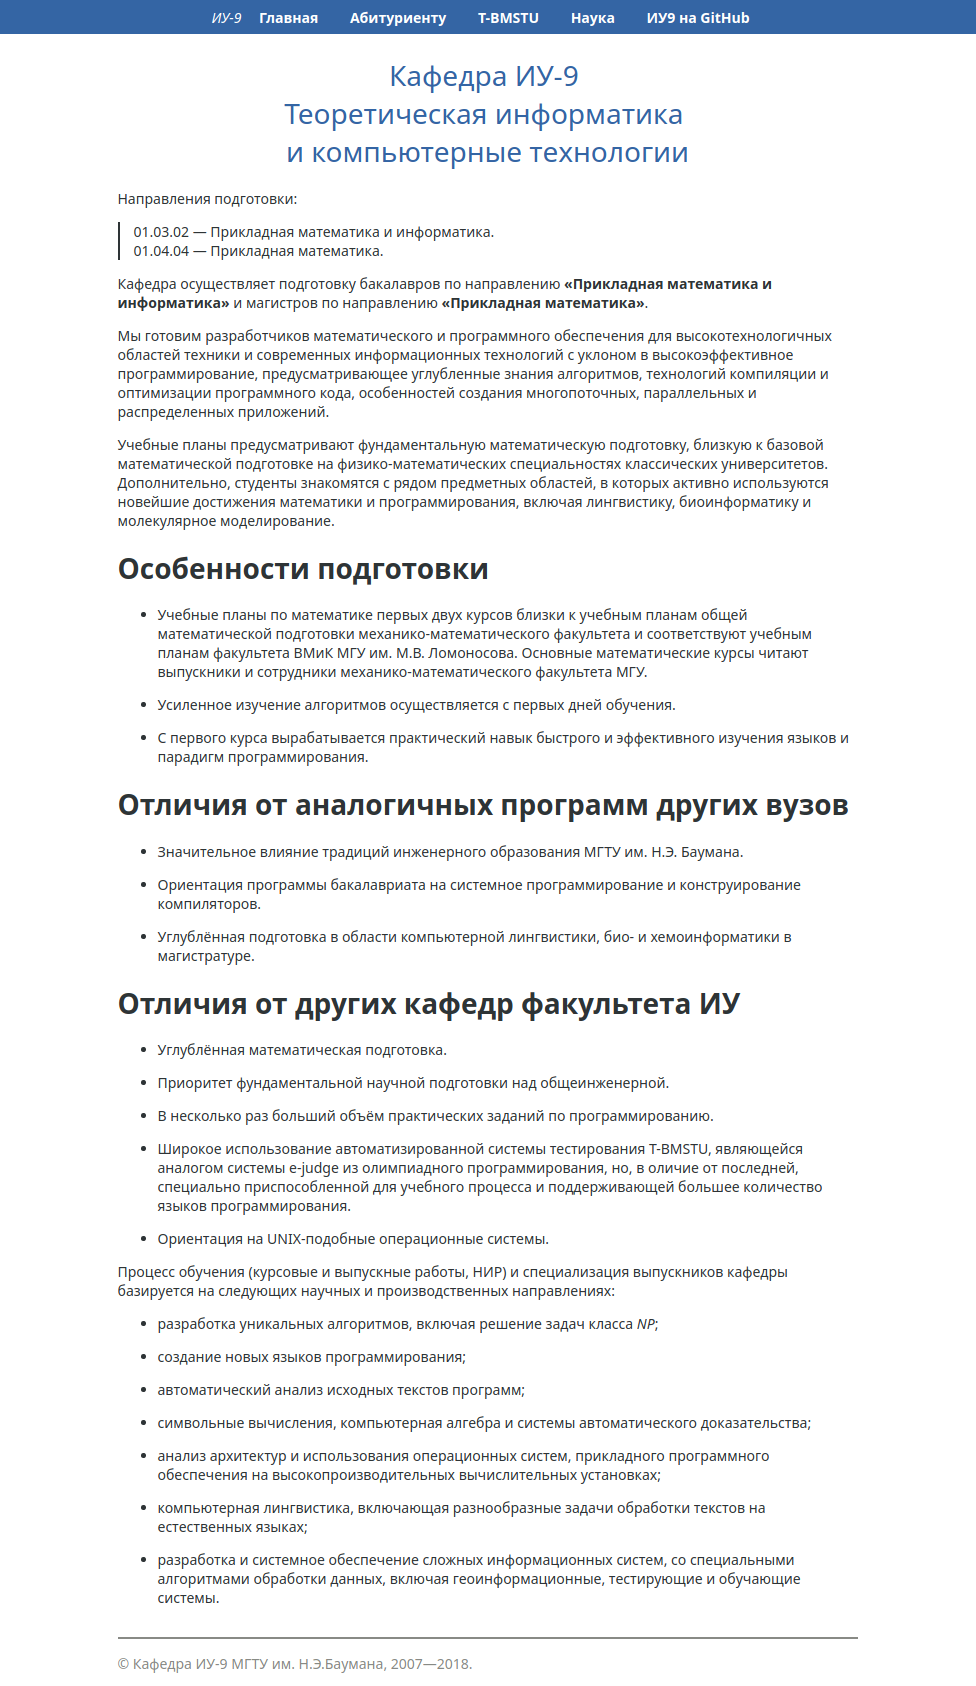 ИУ-9 Главная Абитуриенту T-BMSTU Наука ИУ9 на GitHub
Кафедра ИУ-9
Теоретическая информатика
и компьютерные технологии
Направления подготовки:
01.03.02 — Прикладная математика и информатика.
01.04.04 — Прикладная математика.
Кафедра осуществляет подготовку бакалавров по направлению «Прикладная математика и
информатика» и магистров по направлению «Прикладная математика».
Мы готовим разработчиков математического и программного обеспечения для высокотехнологичных
областей техники и современных информационных технологий с уклоном в высокоэффективное
программирование, предусматривающее углубленные знания алгоритмов, технологий компиляции и
оптимизации программного кода, особенностей создания многопоточных, параллельных и
распределенных приложений.
Учебные планы предусматривают фундаментальную математическую подготовку, близкую к базовой
математической подготовке на физико-математических специальностях классических университетов.
Дополнительно, студенты знакомятся с рядом предметных областей, в которых активно используются
новейшие достижения математики и программирования, включая лингвистику, биоинформатику и
молекулярное моделирование.
Особенности подготовки
• Учебные планы по математике первых двух курсов близки к учебным планам общей
математической подготовки механико-математического факультета и соответствуют учебным
планам факультета ВМиК МГУ им. М.В. Ломоносова. Основные математические курсы читают
выпускники и сотрудники механико-математического факультета МГУ.
• Усиленное изучение алгоритмов осуществляется с первых дней обучения.
• С первого курса вырабатывается практический навык быстрого и эффективного изучения языков и
парадигм программирования.
Отличия от аналогичных программ других вузов
• Значительное влияние традиций инженерного образования МГТУ им. Н.Э. Баумана.
• Ориентация программы бакалавриата на системное программирование и конструирование
компиляторов.
• Углублённая подготовка в области компьютерной лингвистики, био- и хемоинформатики в
магистратуре.
Отличия от других кафедр факультета ИУ
• Углублённая математическая подготовка.
• Приоритет фундаментальной научной подготовки над общеинженерной.
• В несколько раз больший объём практических заданий по программированию.
• Широкое использование автоматизированной системы тестирования T-BMSTU, являющейся
аналогом системы e-judge из олимпиадного программирования, но, в оличие от последней,
специально приспособленной для учебного процесса и поддерживающей большее количество
языков программирования.
• Ориентация на UNIX-подобные операционные системы.
Процесс обучения (курсовые и выпускные работы, НИР) и специализация выпускников кафедры
базируется на следующих научных и производственных направлениях:
• разработка уникальных алгоритмов, включая решение задач класса NP;
• создание новых языков программирования;
• автоматический анализ исходных текстов программ;
• символьные вычисления, компьютерная алгебра и системы автоматического доказательства;
• анализ архитектур и использования операционных систем, прикладного программного
обеспечения на высокопроизводительных вычислительных установках;
• компьютерная лингвистика, включающая разнообразные задачи обработки текстов на
естественных языках;
• разработка и системное обеспечение сложных информационных систем, со специальными
алгоритмами обработки данных, включая геоинформационные, тестирующие и обучающие
системы.
© Кафедра ИУ-9 МГТУ им. Н.Э.Баумана, 2007—2018.